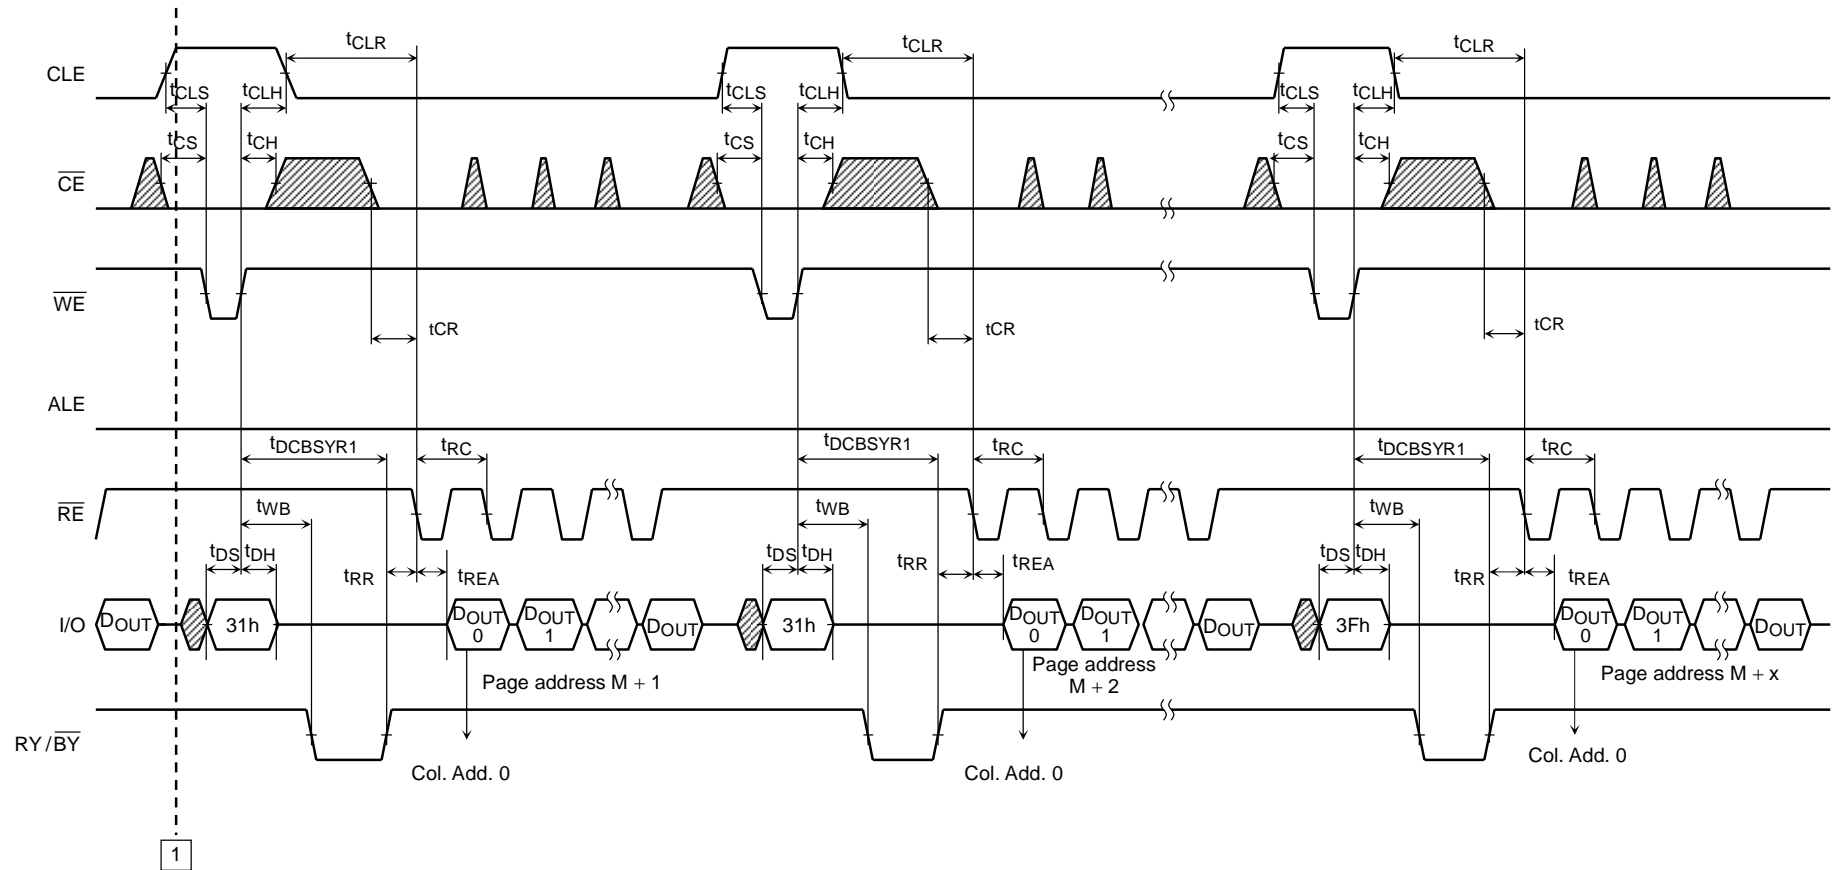 CLE
tCLR
tCLR
tCLR
tCLS
tCLH
tCLS
tCLH
tCLS
tCLH
CE
tCS
tCH
tCS
tCH
tCS
tCH
WE
tCR
tCR
tCR
ALE
tDCBSYR1
tRC
tDCBSYR1
tRC
tDCBSYR1
tRC
RE
tWB
tWB
tWB
tDS
tDH
tRR
tREA
tDS
tDH
tRR
tREA
tDS
tDH
tRR
tREA
I/O
DOUT
31h
DOUT
0
DOUT
1
DOUT
31h
DOUT
0
DOUT
1
DOUT
3Fh
DOUT
0
DOUT
1
DOUT
Page address M + 1
Page address
M + 2
Page address M + x
RY/BY
Col. Add. 0
Col. Add. 0
Col. Add. 0
1